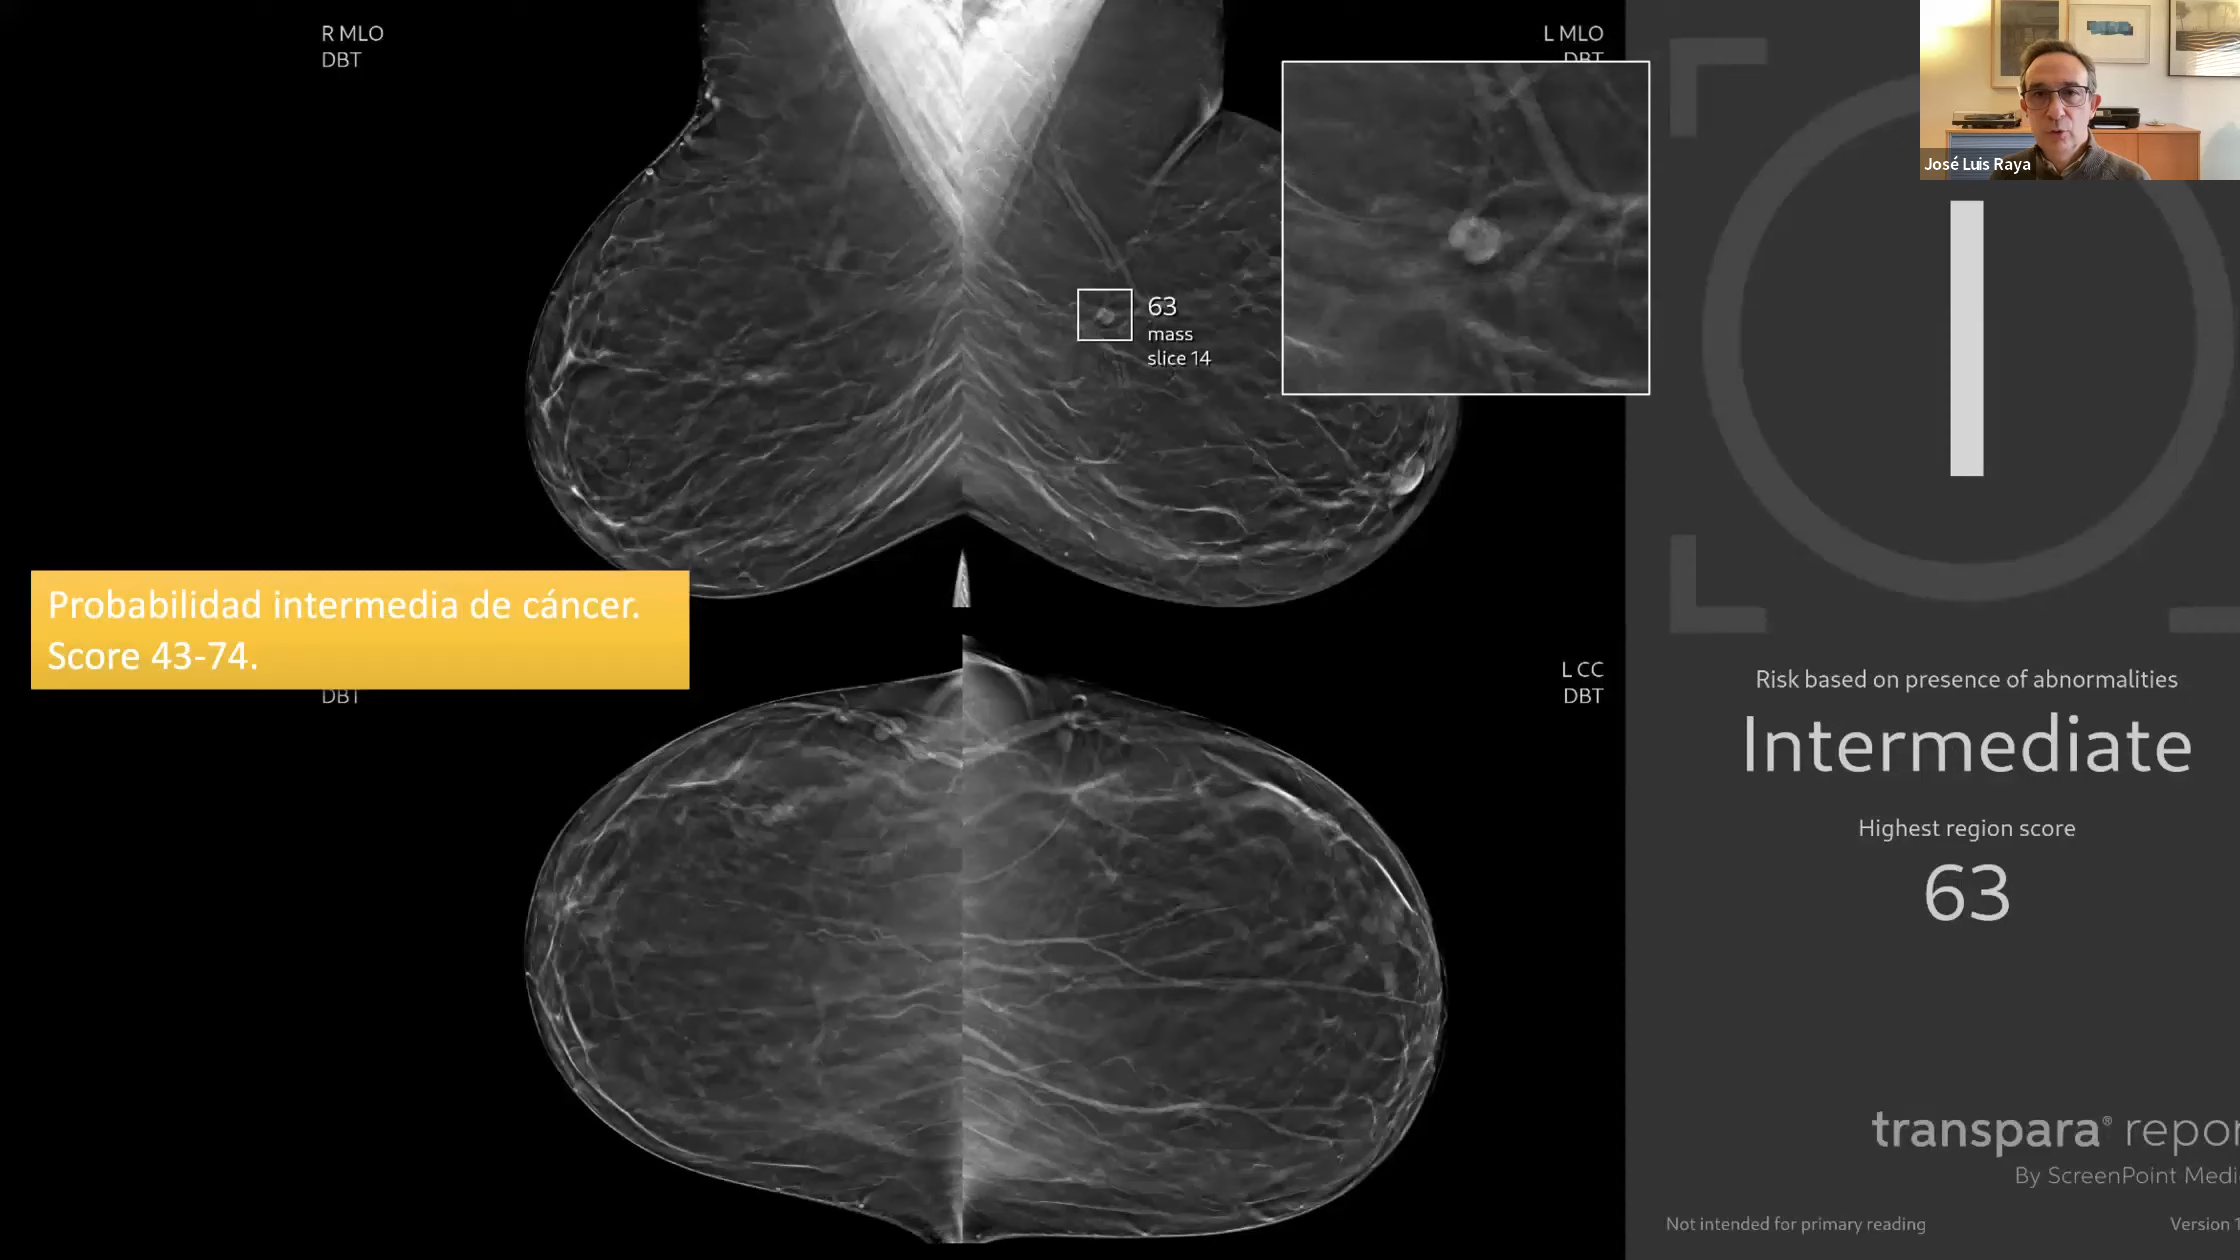 R MLO
DBT
L MLO
DBT
José Luis Raya
63
mass
slice 14
Probabilidad intermedia de cáncer.
Score 43-74.
DBT
L CC
DBT
Risk based on presence of abnormalities
Intermediate
Highest region score
63
transpara® repor
By ScreenPoint Medi
Not intended for primary reading
Version 1